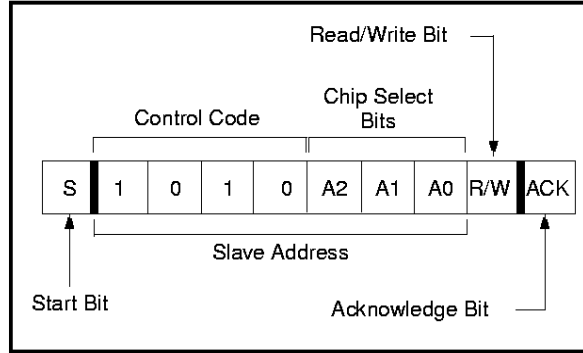 Read/Write Bit
Chip Select
Bits
Control Code
S 1 0 1 0 A2 A1 A0 R/W ACK
Slave Address
Start Bit
Acknowledge Bit